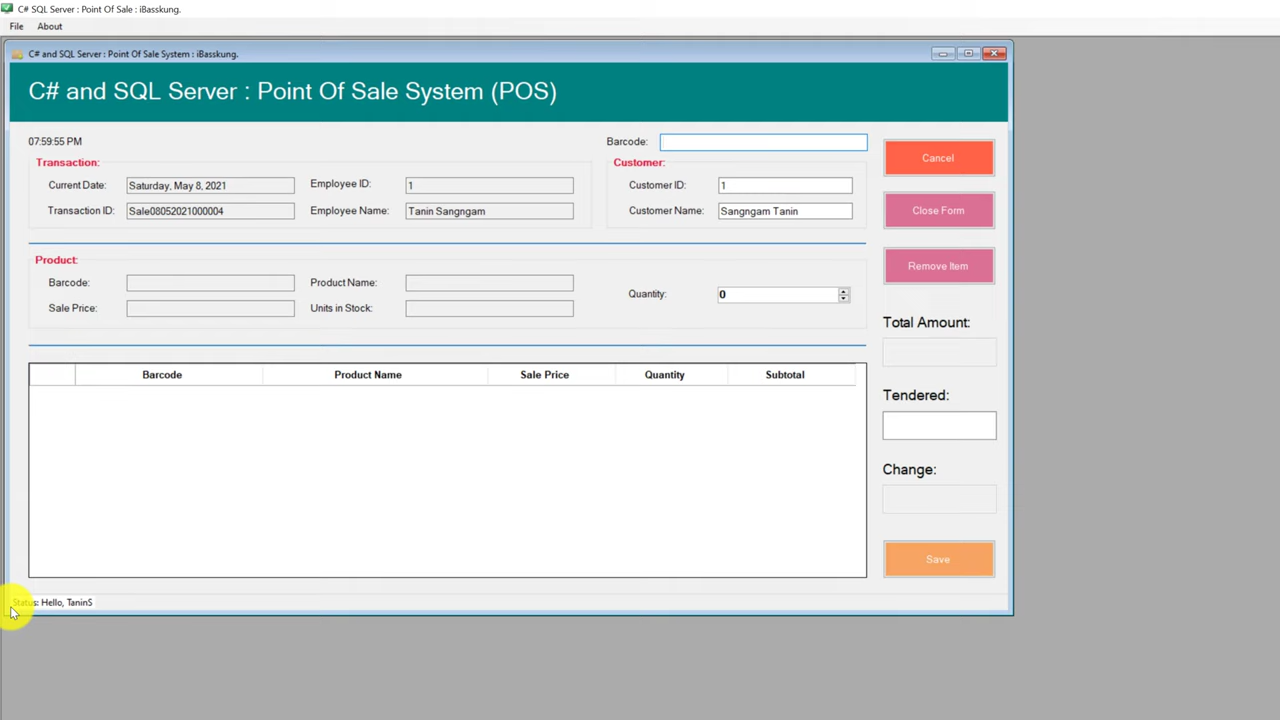 C# SQL Server : Point Of Sale : iBasskung.
File About
C# and SQL Server : Point Of Sale System : iBasskung.
C# and SQL Server : Point Of Sale System (POS)
07:59:55 PM Barcode:
Transaction: Customer:
Current Date: Saturday, May 8, 2021 Employee ID: 1 Customer ID: 1
Transaction ID: Sale08052021000004 Employee Name: Tanin Sangngam Customer Name: Sangngam Tanin
Cancel
Close Form
Remove Item
Product:
Barcode: Product Name:
Sale Price: Units in Stock: Quantity: 0
Barcode Product Name Sale Price Quantity Subtotal
Total Amount:
Tendered:
Change:
Save
Status: Hello, TaninS